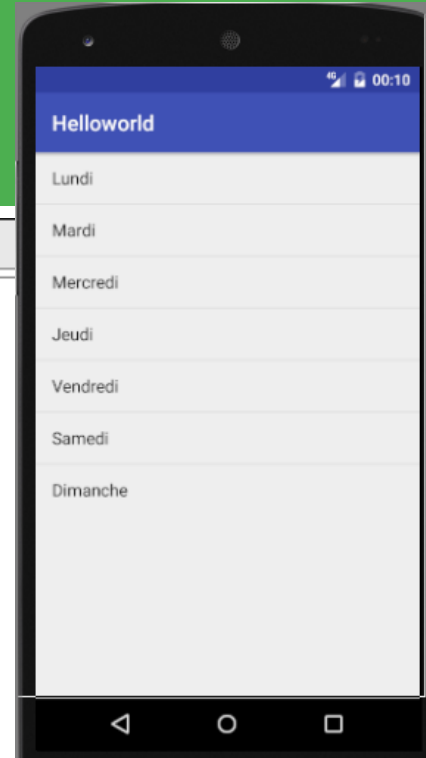 4G 00:10
Helloworld
Lundi
Mardi
Mercredi
Jeudi
Vendredi
Samedi
Dimanche